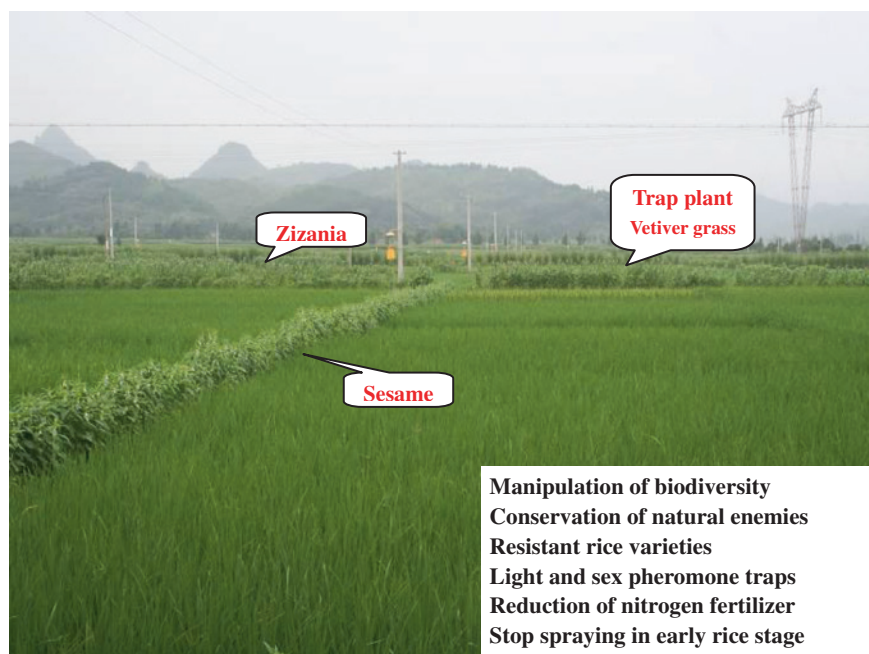 Trap plant
Vetiver grass
Zizania
Sesame
Manipulation of biodiversity
Conservation of natural enemies
Resistant rice varieties
Light and sex pheromone traps
Reduction of nitrogen fertilizer
Stop spraying in early rice stage